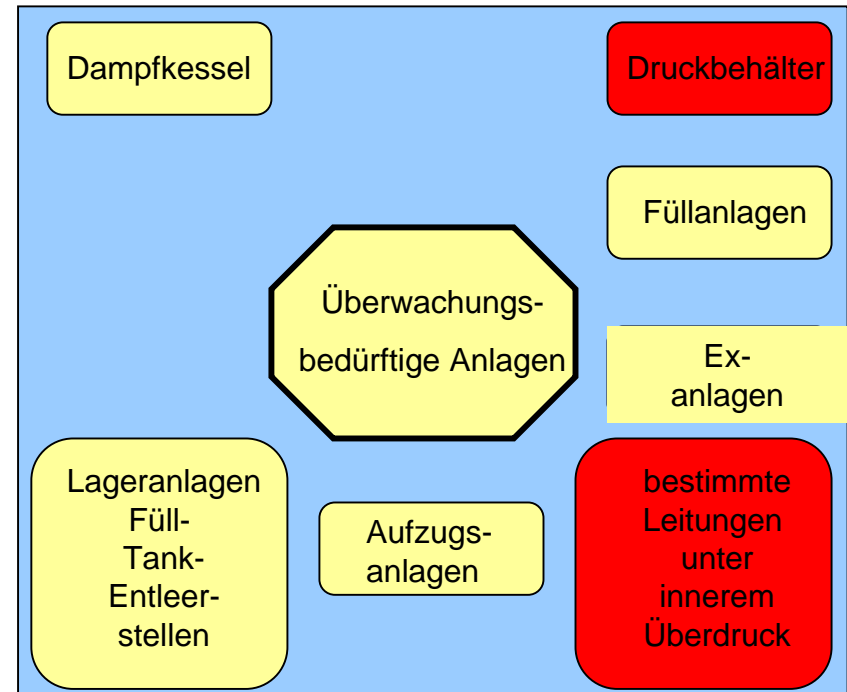 Dampfkessel
Druckbehälter
Füllanlagen
Überwachungs-
bedürftige Anlagen
Ex-
anlagen
Lageranlagen
Füll-
Tank-
Entleer-
stellen
Aufzugs-
anlagen
bestimmte
Leitungen
unter
innerem
Überdruck